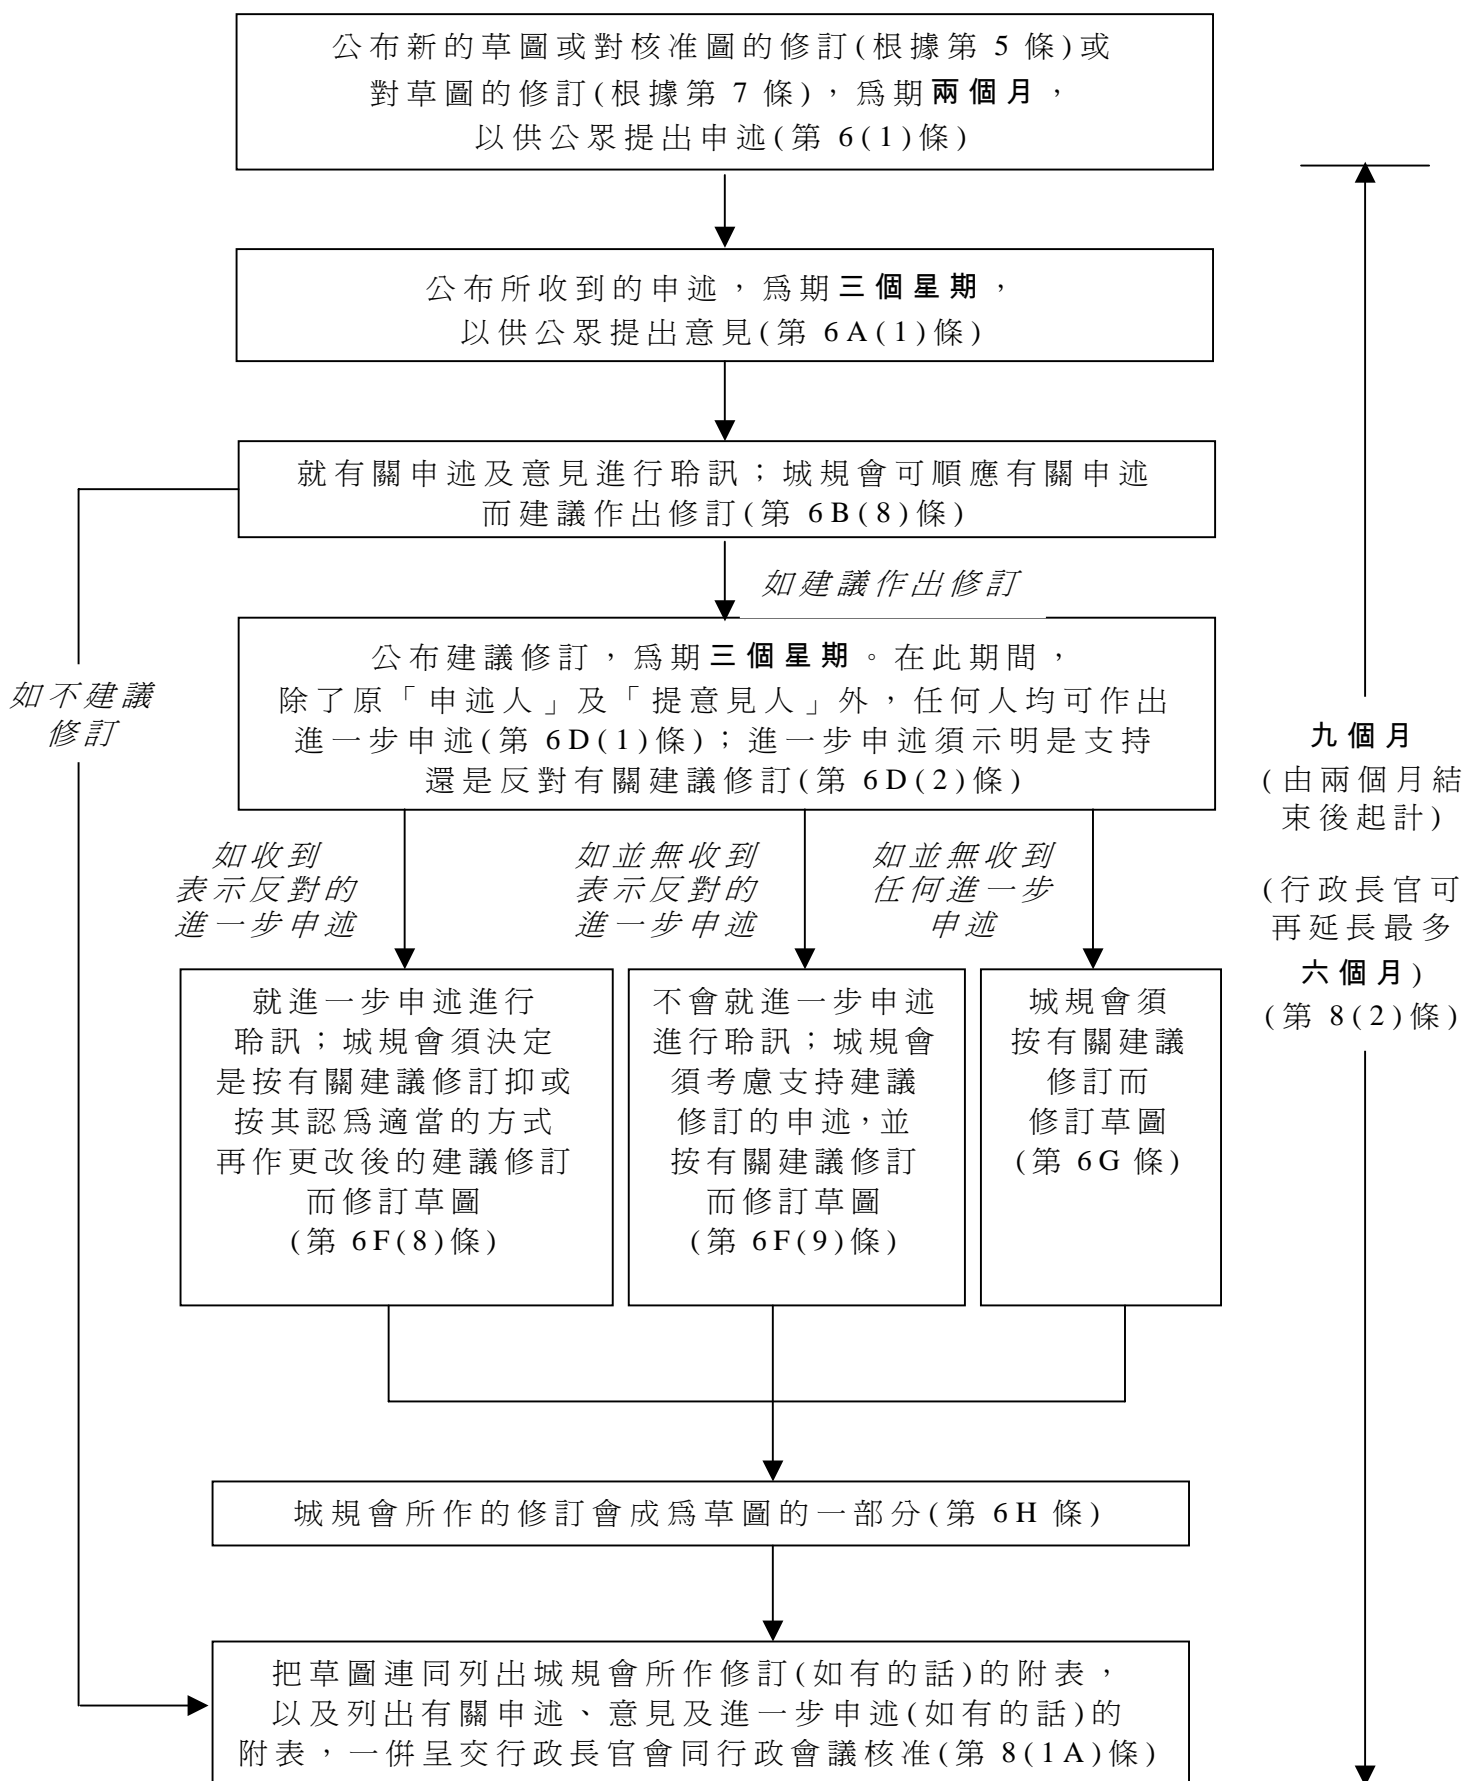 公布新的草圖或對核准圖的修訂(根據第 5 條)或
對草圖的修訂(根據第 7 條)，爲期兩個月，
以供公眾提出申述(第 6(1)條)
公布所收到的申述，爲期三個星期，
以供公眾提出意見(第 6A(1)條)
就有關申述及意見進行聆訊；城規會可順應有關申述
而建議作出修訂(第 6B(8)條)
如建議作出修訂
公布建議修訂，爲期三個星期。在此期間，
除了原「申述人」及「提意見人」外，任何人均可作出
進一步申述(第 6D(1)條)；進一步申述須示明是支持
還是反對有關建議修訂(第 6D(2)條)
如不建議
修訂
九個月
(由兩個月結
束後起計)
(行政長官可
再延長最多
六個月)
(第 8(2)條)
如收到
表示反對的
進一步申述
如並無收到
表示反對的
進一步申述
如並無收到
任何進一步
申述
就進一步申述進行
聆訊；城規會須決定
是按有關建議修訂抑或
按其認爲適當的方式
再作更改後的建議修訂
而修訂草圖
(第 6F(8)條)
不會就進一步申述
進行聆訊；城規會
須考慮支持建議
修訂的申述，並
按有關建議修訂
而修訂草圖
(第 6F(9)條)
城規會須
按有關建議
修訂而
修訂草圖
(第 6G 條)
城規會所作的修訂會成爲草圖的一部分(第 6H 條)
把草圖連同列出城規會所作修訂(如有的話)的附表，
以及列出有關申述、意見及進一步申述(如有的話)的
附表，一併呈交行政長官會同行政會議核准(第 8(1A)條)